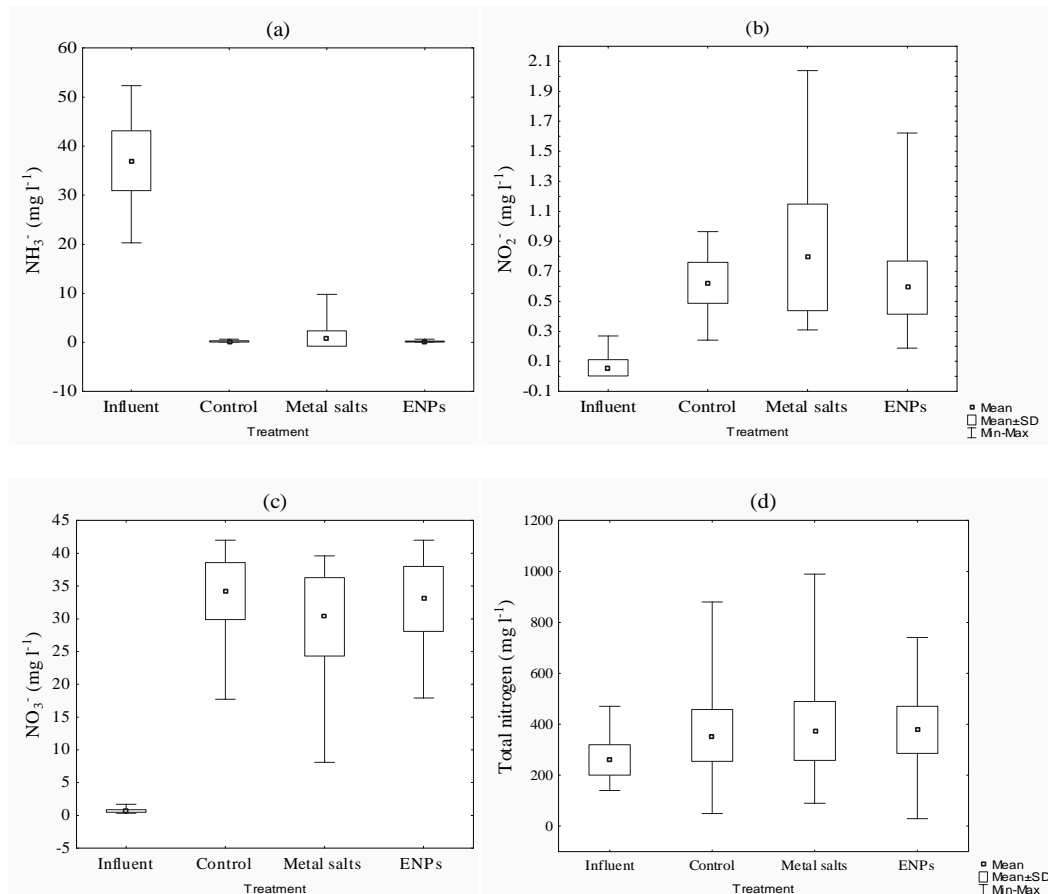 (a)
60
50
40
30
20
10
0
-10
NH₃⁻ (mg l⁻¹)
Influent Control Metal salts ENPs
Treatment
(b)
2.1
1.9
1.7
1.5
1.3
1.1
0.9
0.7
0.5
0.3
0.1
-0.1
NO₂⁻ (mg l⁻¹)
Influent Control Metal salts ENPs
Treatment
Mean
Mean±SD
Min-Max
(c)
45
40
35
30
25
20
15
10
5
0
-5
NO₃⁻ (mg l⁻¹)
Influent Control Metal salts ENPs
Treatment
(d)
1200
1000
800
600
400
200
0
Total nitrogen (mg l⁻¹)
Influent Control Metal salts ENPs
Treatment
Mean
Mean±SD
Min-Max